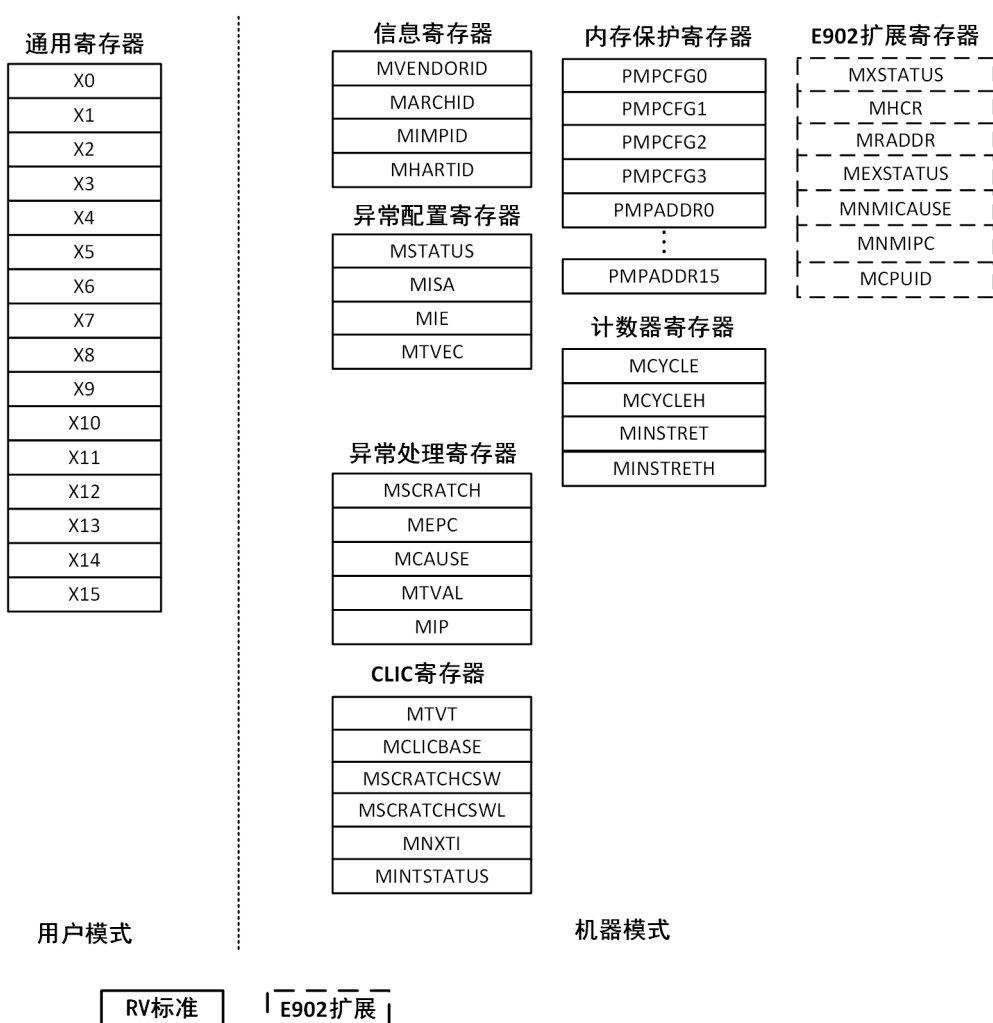 通用寄存器
X0
X1
X2
X3
X4
X5
X6
X7
X8
X9
X10
X11
X12
X13
X14
X15
用户模式
信息寄存器
MVENDORID
MARCHID
MIMPID
MHARTID
异常配置寄存器
MSTATUS
MISA
MIE
MTVEC
异常处理寄存器
MSCRATCH
MEPC
MCAUSE
MTVAL
MIP
CLIC寄存器
MTVT
MCLICBASE
MSCRATCHCSW
MSCRATCHCSWL
MNXTI
MINTSTATUS
内存保护寄存器
PMPCFG0
PMPCFG1
PMPCFG2
PMPCFG3
PMPADDR0
⋮
PMPADDR15
计数器寄存器
MCYCLE
MCYCLEH
MINSTRET
MINSTRETH
E902扩展寄存器
MXSTATUS
MHCR
MRADDR
MEXSTATUS
MNMICAUSE
MNMIPC
MCPUID
机器模式
RV标准
E902扩展